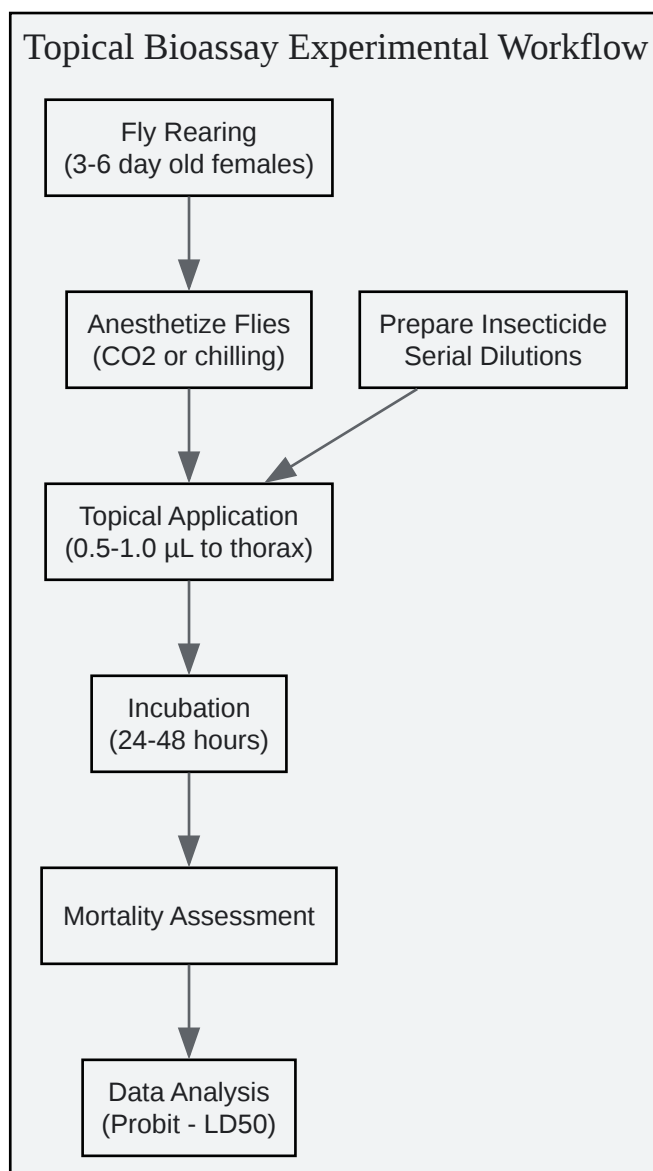 Topical Bioassay Experimental Workflow
Fly Rearing
(3-6 day old females)
Anesthetize Flies
(CO2 or chilling)
Prepare Insecticide
Serial Dilutions
Topical Application
(0.5-1.0 µL to thorax)
Incubation
(24-48 hours)
Mortality Assessment
Data Analysis
(Probit - LD50)